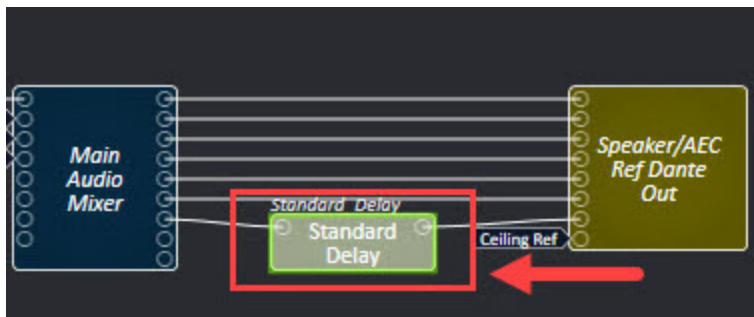 Main
Audio
Mixer
Standard Delay
Standard
Delay
Ceiling Ref
Speaker/AEC
Ref Dante
Out